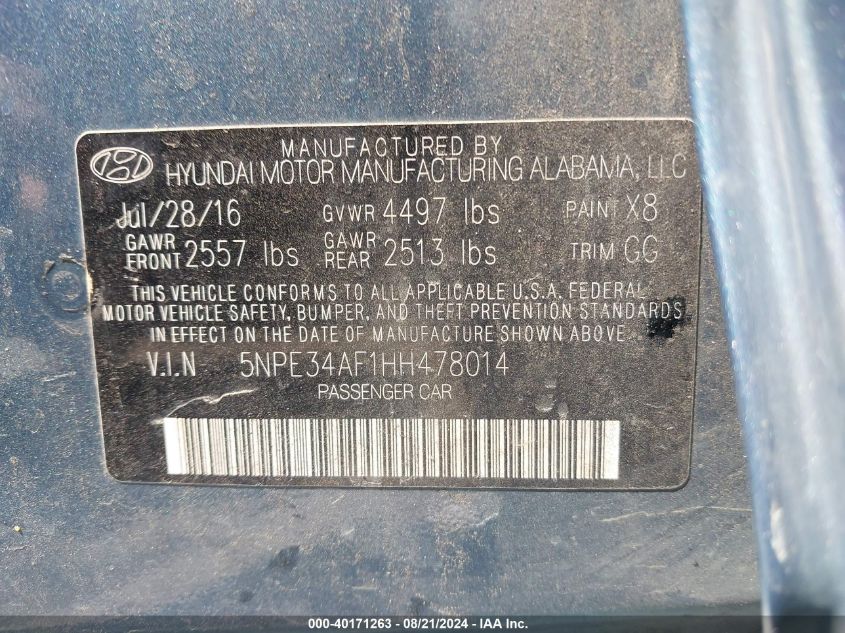 MANUFACTURED BY
HYUNDAI MOTOR MANUFACTURING ALABAMA, LLC
Jul/28/16 GVWR 4497 lbs PAINT X8
GAWR FRONT 2557 lbs GAWR REAR 2513 lbs TRIM GG
THIS VEHICLE CONFORMS TO ALL APPLICABLE U.S.A. FEDERAL
MOTOR VEHICLE SAFETY, BUMPER, AND THEFT PREVENTION STANDARDS
IN EFFECT ON THE DATE OF MANUFACTURE SHOWN ABOVE.
V.I.N 5NPE34AF1HH478014
PASSENGER CAR
000-40171263 - 08/21/2024 - IAA Inc.